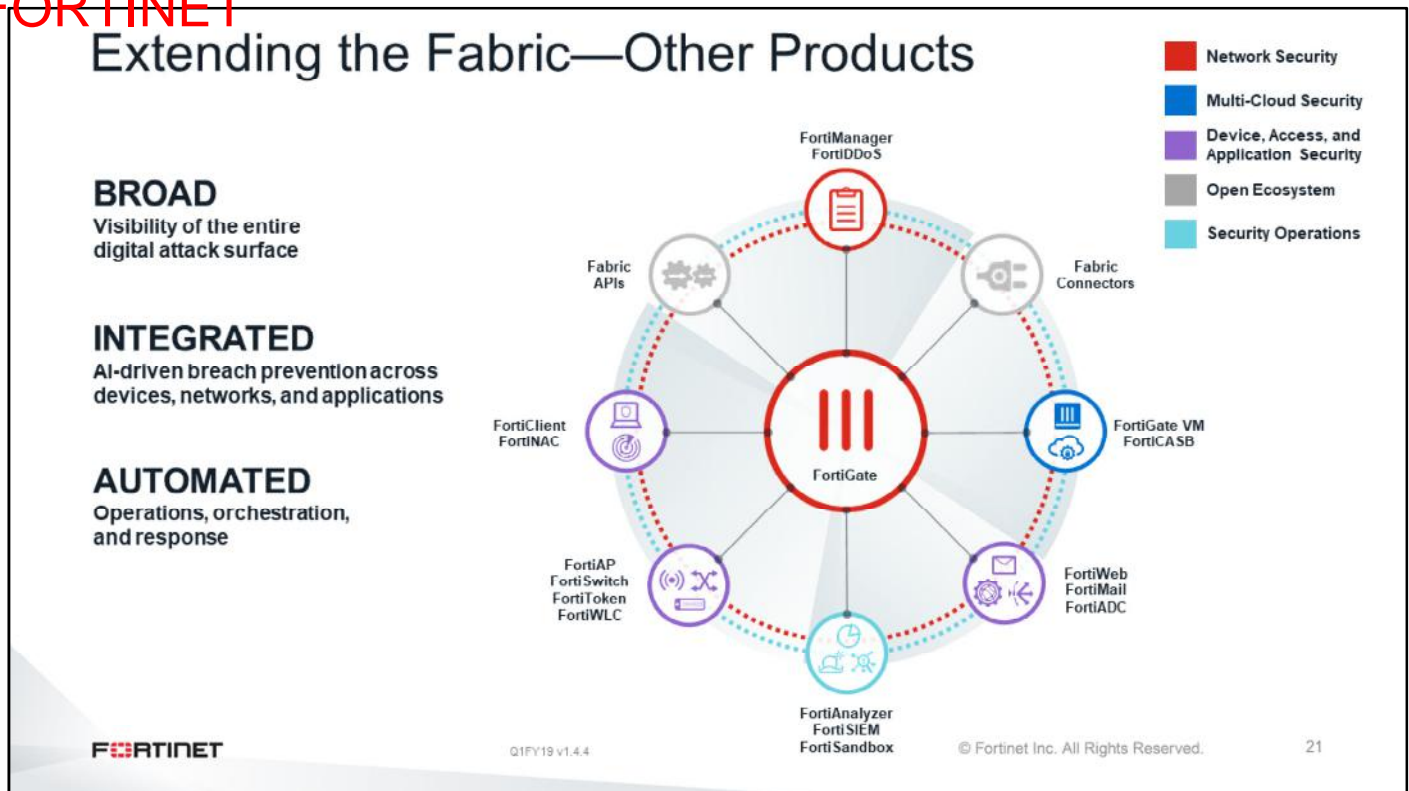 FORTINET
Extending the Fabric—Other Products
Network Security
Multi-Cloud Security
Device, Access, and
Application Security
Open Ecosystem
Security Operations
BROAD
Visibility of the entire
digital attack surface
INTEGRATED
AI-driven breach prevention across
devices, networks, and applications
AUTOMATED
Operations, orchestration,
and response
FortiManager
FortiDDoS
Fabric
APIs
Fabric
Connectors
FortiClient
FortiNAC
FortiGate
FortiGate VM
FortiCASB
FortiAP
FortiSwitch
FortiToken
FortiWLC
FortiWeb
FortiMail
FortiADC
FortiAnalyzer
FortiSIEM
FortiSandbox
FORTINET
Q1FY19 v1.4.4
© Fortinet Inc. All Rights Reserved.
21